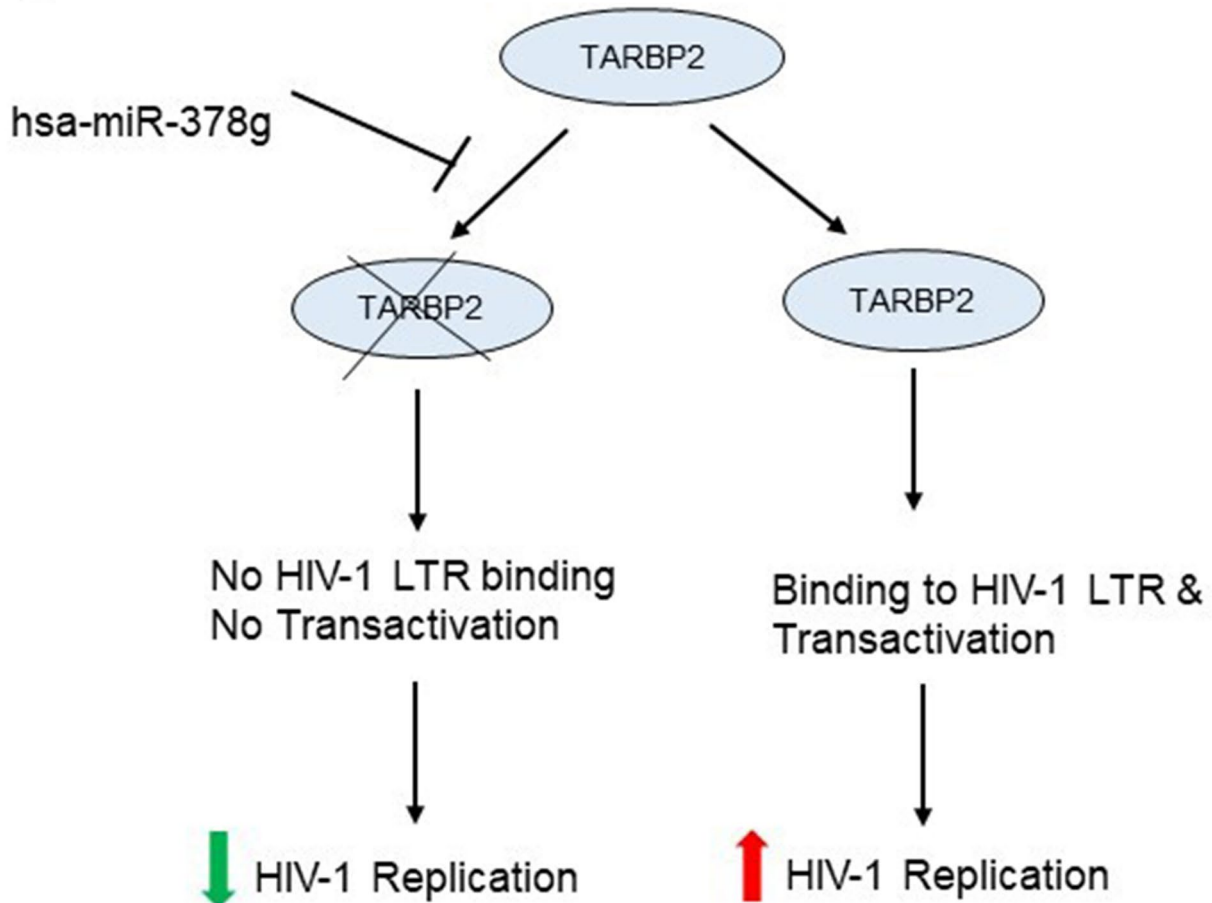 TARBP2
hsa-miR-378g
TARBP2
TARBP2
No HIV-1 LTR binding
No Transactivation
Binding to HIV-1 LTR &
Transactivation
HIV-1 Replication
HIV-1 Replication